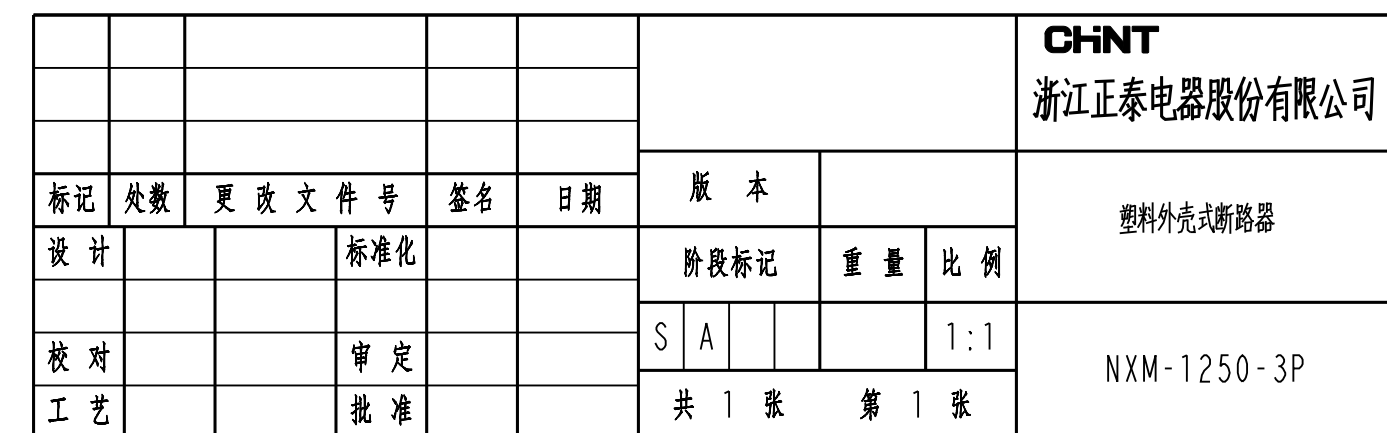 CHINT
浙江正泰电器股份有限公司
标记 处数 更改文件号 签名 日期 版本
塑料外壳式断路器
设计 标准化 阶段标记 重量 比例
S A 1:1
校对 审定
NXM-1250-3P
工艺 批准 共 1 张 第 1 张